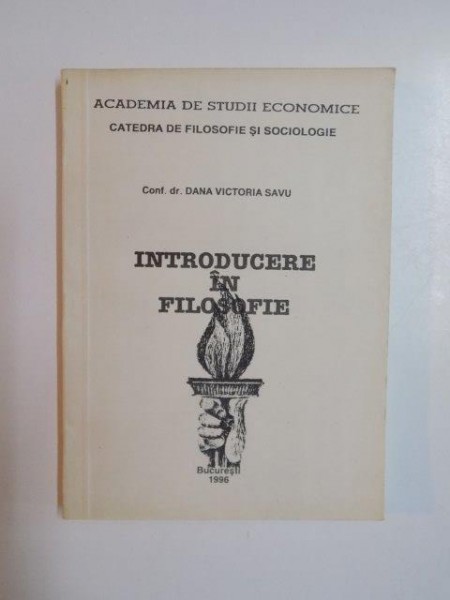 ACADEMIA DE STUDII ECONOMICE
CATEDRA DE FILOSOFIE ŞI SOCIOLOGIE
Conf. dr. DANA VICTORIA SAVU
INTRODUCERE
ÎN
FILOSOFIE
Bucureşti
1996